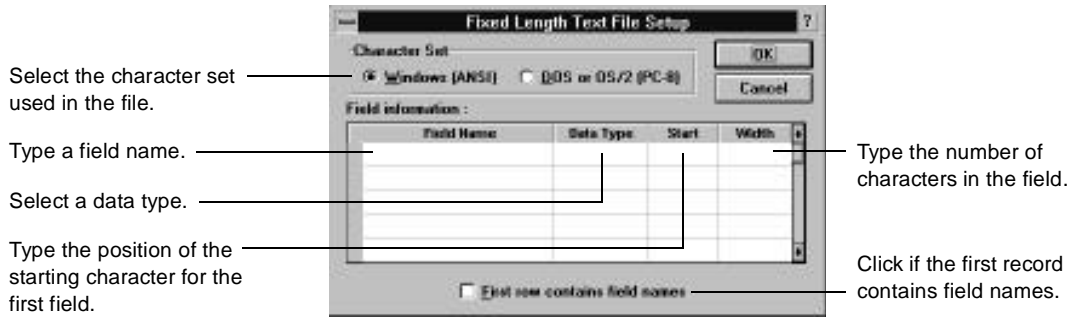 Fixed Length Text File Setup
?
Character Set
Windows (ANSI)
DOS or OS/2 (PC-8)
OK
Cancel
Field information :
Field Name
Data Type
Start
Width
First row contains field names
Select the character set
used in the file.
Type a field name.
Select a data type.
Type the position of the
starting character for the
first field.
Type the number of
characters in the field.
Click if the first record
contains field names.